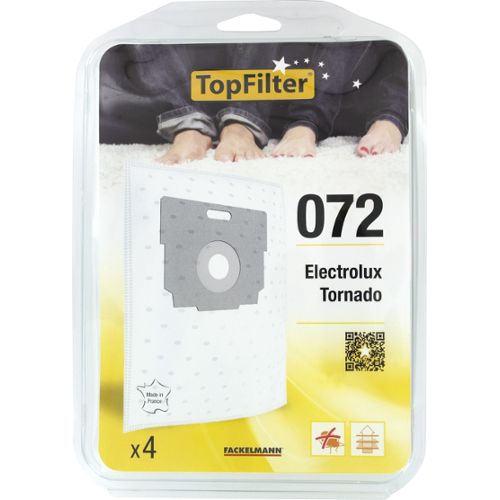 TopFilter®
072
Electrolux
Tornado
Made in
France
x4
FACKELMANN